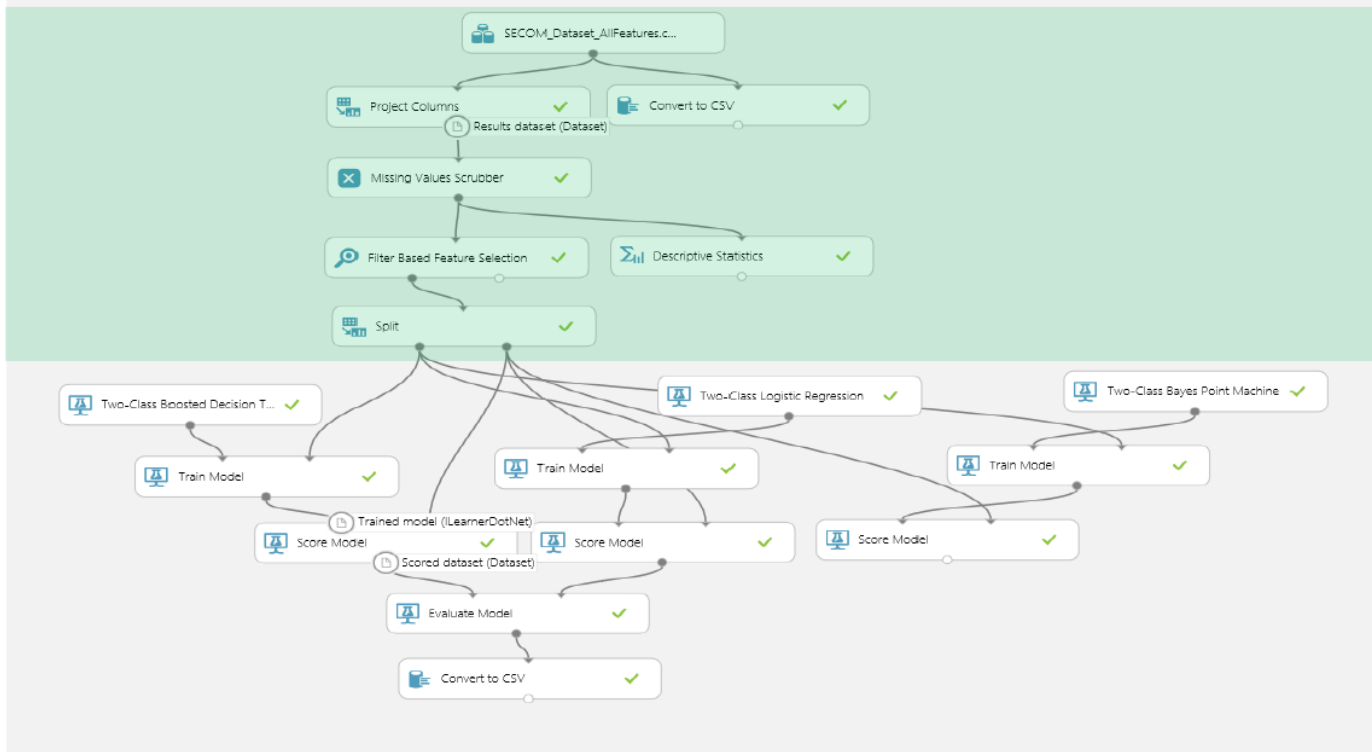 SECOM_Dataset_AllFeatures.c...
Project Columns
Convert to CSV
Results dataset (Dataset)
Missing Values Scrubber
Filter Based Feature Selection
Descriptive Statistics
Split
Two-Class Boosted Decision T...
Two-Class Logistic Regression
Two-Class Bayes Point Machine
Train Model
Train Model
Train Model
Trained model (ILearnerDotNet)
Score Model
Score Model
Score Model
Scored dataset (Dataset)
Evaluate Model
Convert to CSV